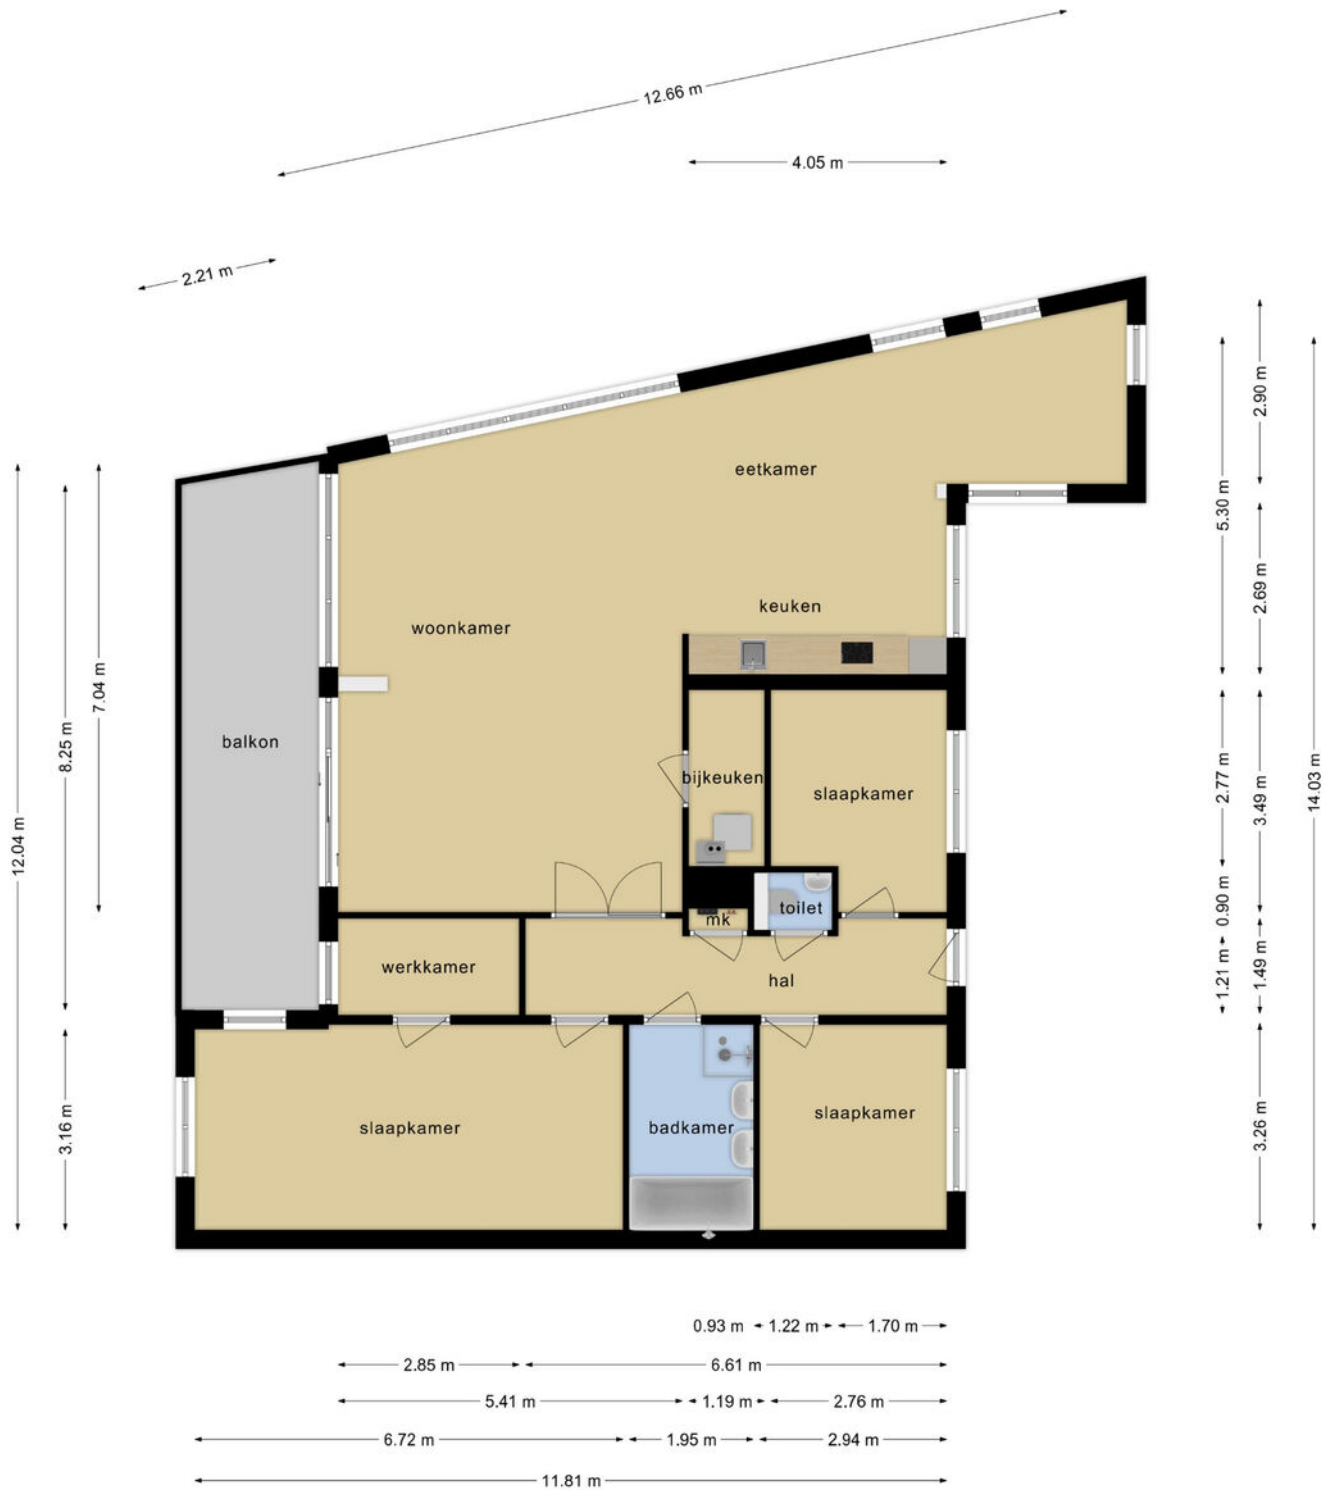 12.66 m
4.05 m
2.21 m
eetkamer
keuken
woonkamer
balkon
bijkeuken
slaapkamer
toilet
mk
werkkamer
hal
slaapkamer
badkamer
slaapkamer
12.04 m
8.25 m
7.04 m
3.16 m
5.30 m
2.90 m
2.69 m
2.77 m
3.49 m
0.90 m
1.21 m
1.49 m
3.26 m
14.03 m
0.93 m 1.22 m 1.70 m
2.85 m 6.61 m
5.41 m 1.19 m 2.76 m
6.72 m 1.95 m 2.94 m
11.81 m